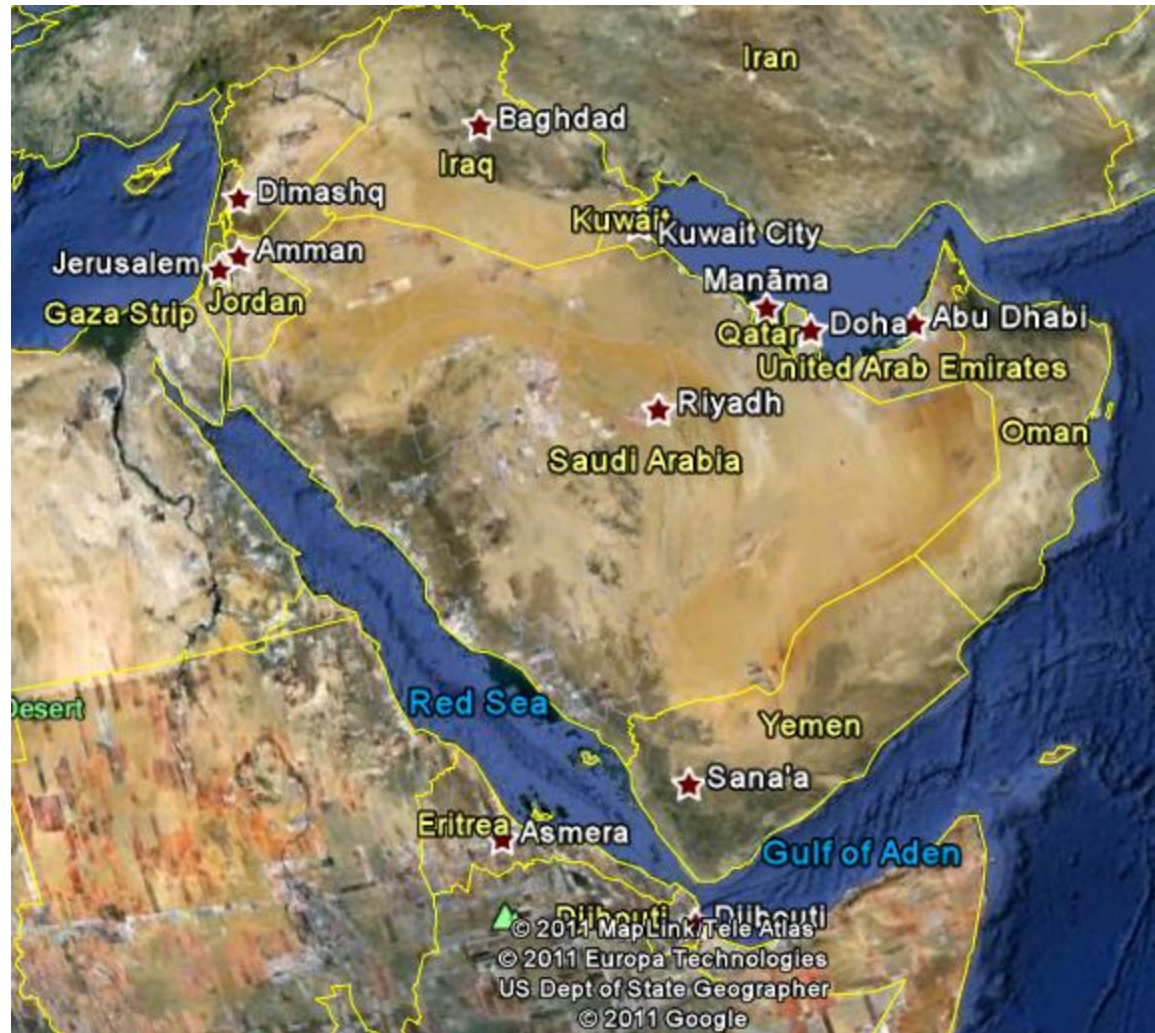 Iran
Baghdad
Iraq
Dimashq
Kuwait
Kuwait City
Amman
Jerusalem
Jordan
Gaza Strip
Manāma
Qatar
Doha
Abu Dhabi
United Arab Emirates
Riyadh
Oman
Saudi Arabia
Desert
Red Sea
Yemen
Sana'a
Eritrea
Asmera
Gulf of Aden
Djibouti
Djibouti
© 2011 MapLink/Tele Atlas
© 2011 Europa Technologies
US Dept of State Geographer
© 2011 Google